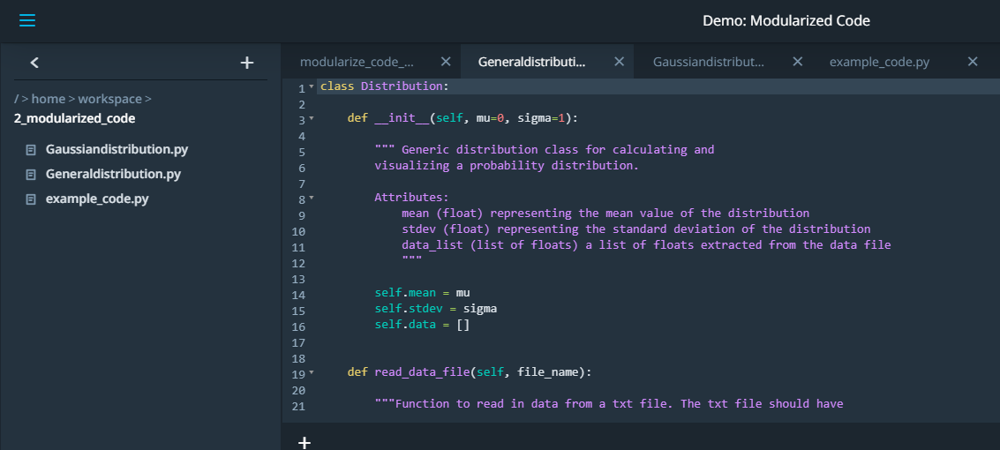 Demo: Modularized Code
/ > home > workspace >
2_modularized_code
Gaussiandistribution.py
Generaldistribution.py
example_code.py
modularize_code_...
Generaldistributi...
Gaussiandistribut...
example_code.py
1 class Distribution:
2
3     def __init__(self, mu=0, sigma=1):
4
5         """ Generic distribution class for calculating and
6         visualizing a probability distribution.
7
8         Attributes:
9             mean (float) representing the mean value of the distribution
10             stdev (float) representing the standard deviation of the distribution
11             data_list (list of floats) a list of floats extracted from the data file
12             """
13
14         self.mean = mu
15         self.stdev = sigma
16         self.data = []
17
18
19     def read_data_file(self, file_name):
20
21         """Function to read in data from a txt file. The txt file should have